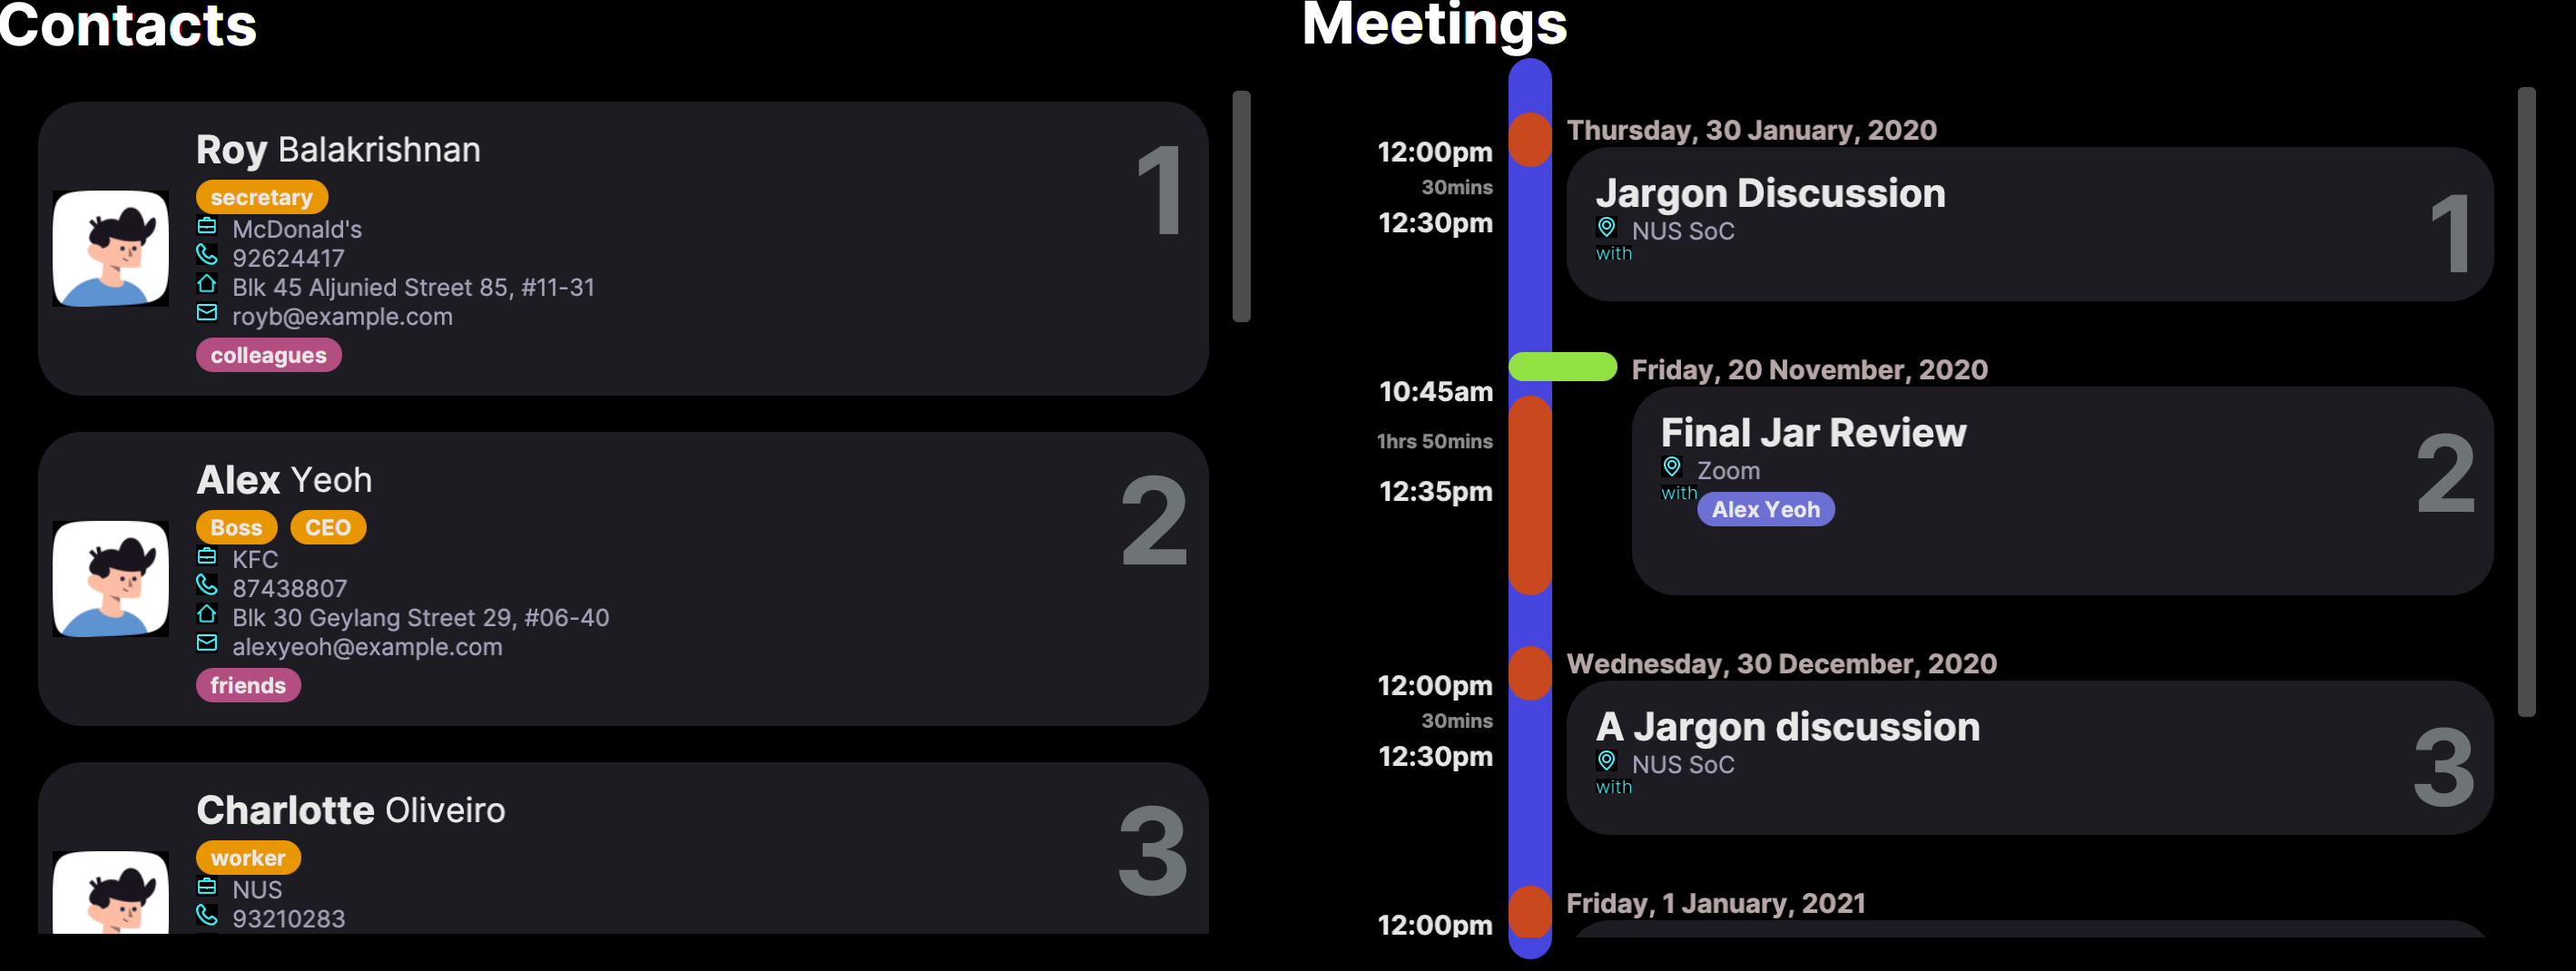 Contacts
Roy Balakrishnan
1
secretary
McDonald's
92624417
Blk 45 Aljunied Street 85, #11-31
royb@example.com
colleagues
Alex Yeoh
2
Boss CEO
KFC
87438807
Blk 30 Geylang Street 29, #06-40
alexyeoh@example.com
friends
Charlotte Oliveiro
3
worker
NUS
93210283
Meetings
Thursday, 30 January, 2020
12:00pm
30mins
12:30pm
Jargon Discussion
1
NUS SoC
with
Friday, 20 November, 2020
10:45am
1hrs 50mins
12:35pm
Final Jar Review
2
Zoom
with Alex Yeoh
Wednesday, 30 December, 2020
12:00pm
30mins
12:30pm
A Jargon discussion
3
NUS SoC
with
Friday, 1 January, 2021
12:00pm